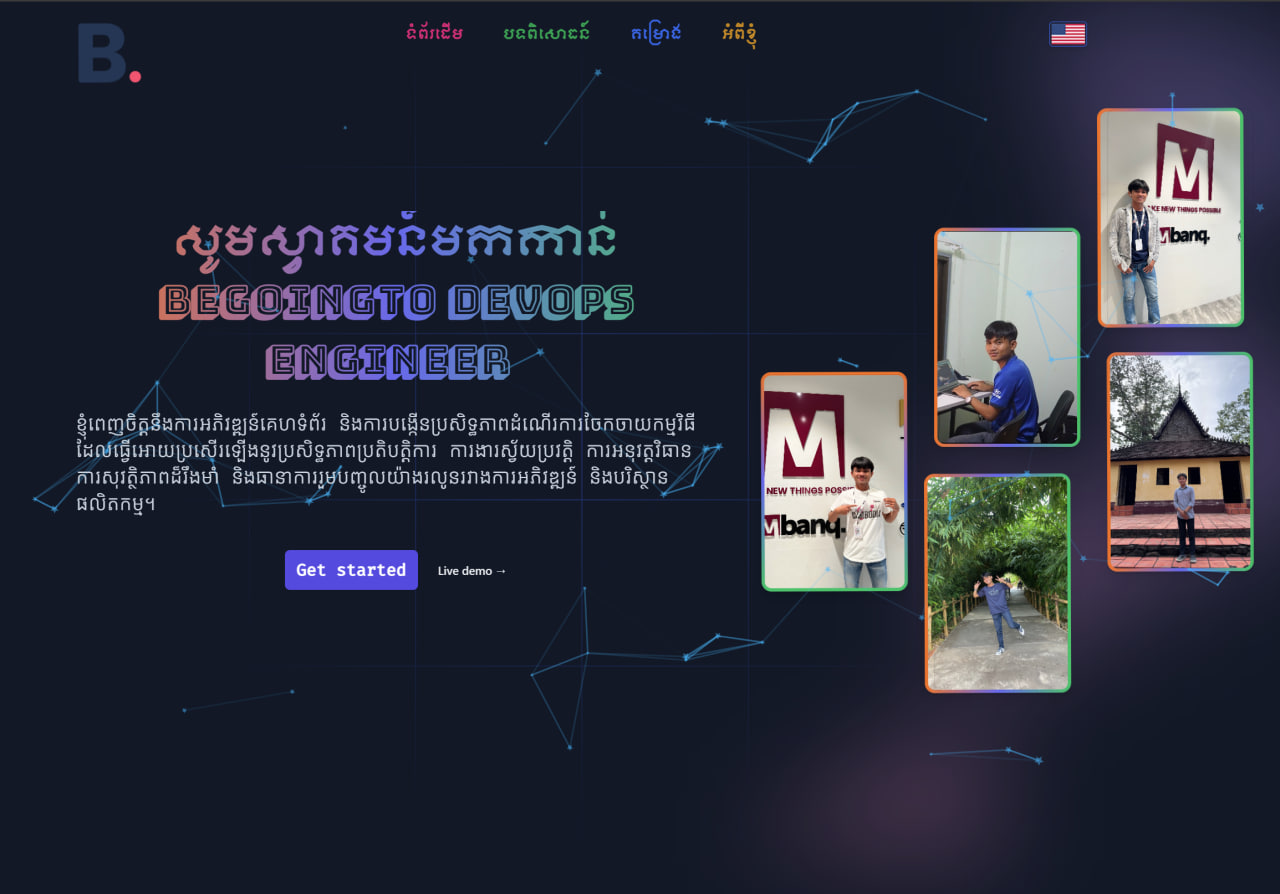 B.
ទំព័រដើម
បទពិសោធន៍
គម្រោង
អំពីខ្ញុំ
សូមស្វាគមន៍មកកាន់
BEGOINGTO DEVOPS
ENGINEER
ខ្ញុំពេញចិត្តនឹងការអភិវឌ្ឍន៍គេហទំព័រ និងការបង្កើនប្រសិទ្ធភាពដំណើរការចែកចាយកម្មវិធី
ដែលធ្វើអោយប្រសើរឡើងនូវប្រសិទ្ធភាពប្រតិបត្តិការ ការងារស្វ័យប្រវត្តិ ការអនុវត្តវិធាន
ការសុវត្ថិភាពដ៏រឹងមាំ និងធានាការរួមបញ្ចូលយ៉ាងរលូនរវាងការអភិវឌ្ឍន៍ និងបរិស្ថាន
ផលិតកម្ម។
Get started
Live demo →
M
MAKE NEW THINGS POSSIBLE
Mbanq.
M
NEW THINGS POSSI
Mbanq.
CAMBODIA